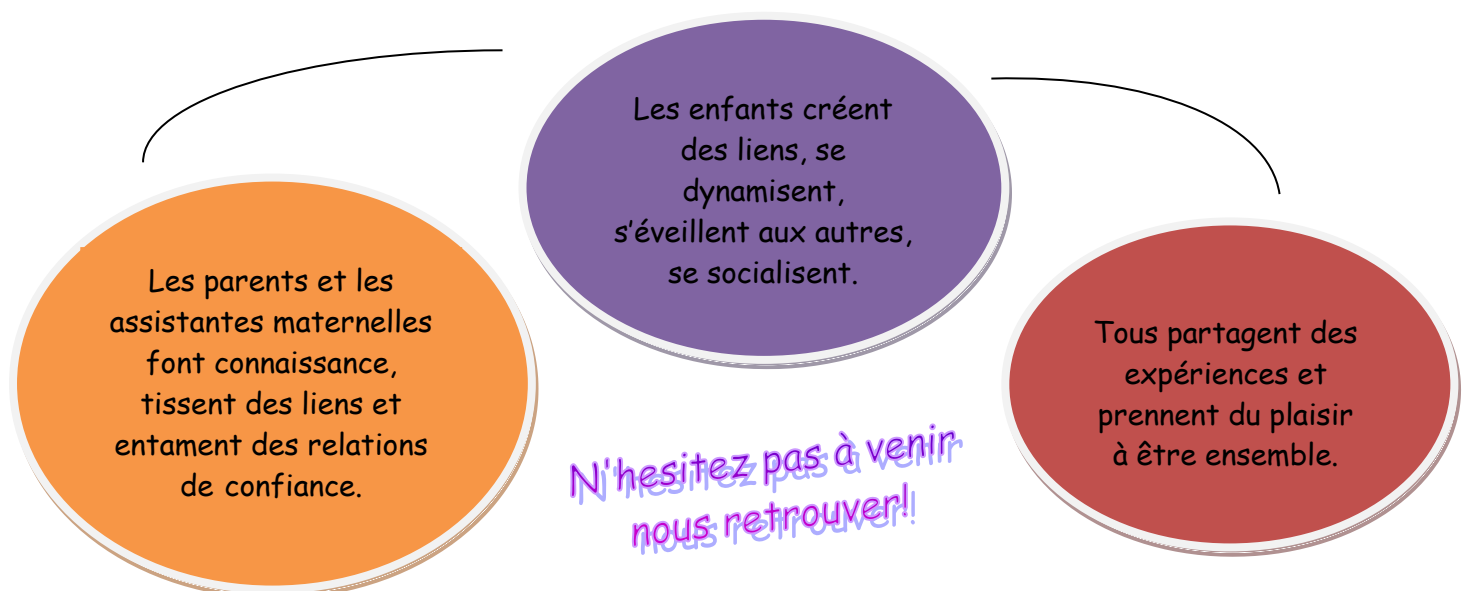 Les parents et les
assistantes maternelles
font connaissance,
tissent des liens et
entament des relations
de confiance.
Les enfants créent
des liens, se
dynamisent,
s'éveillent aux autres,
se socialisent.
Tous partagent des
expériences et
prennent du plaisir
à être ensemble.
N'hesitez pas à venir
nous retrouver!